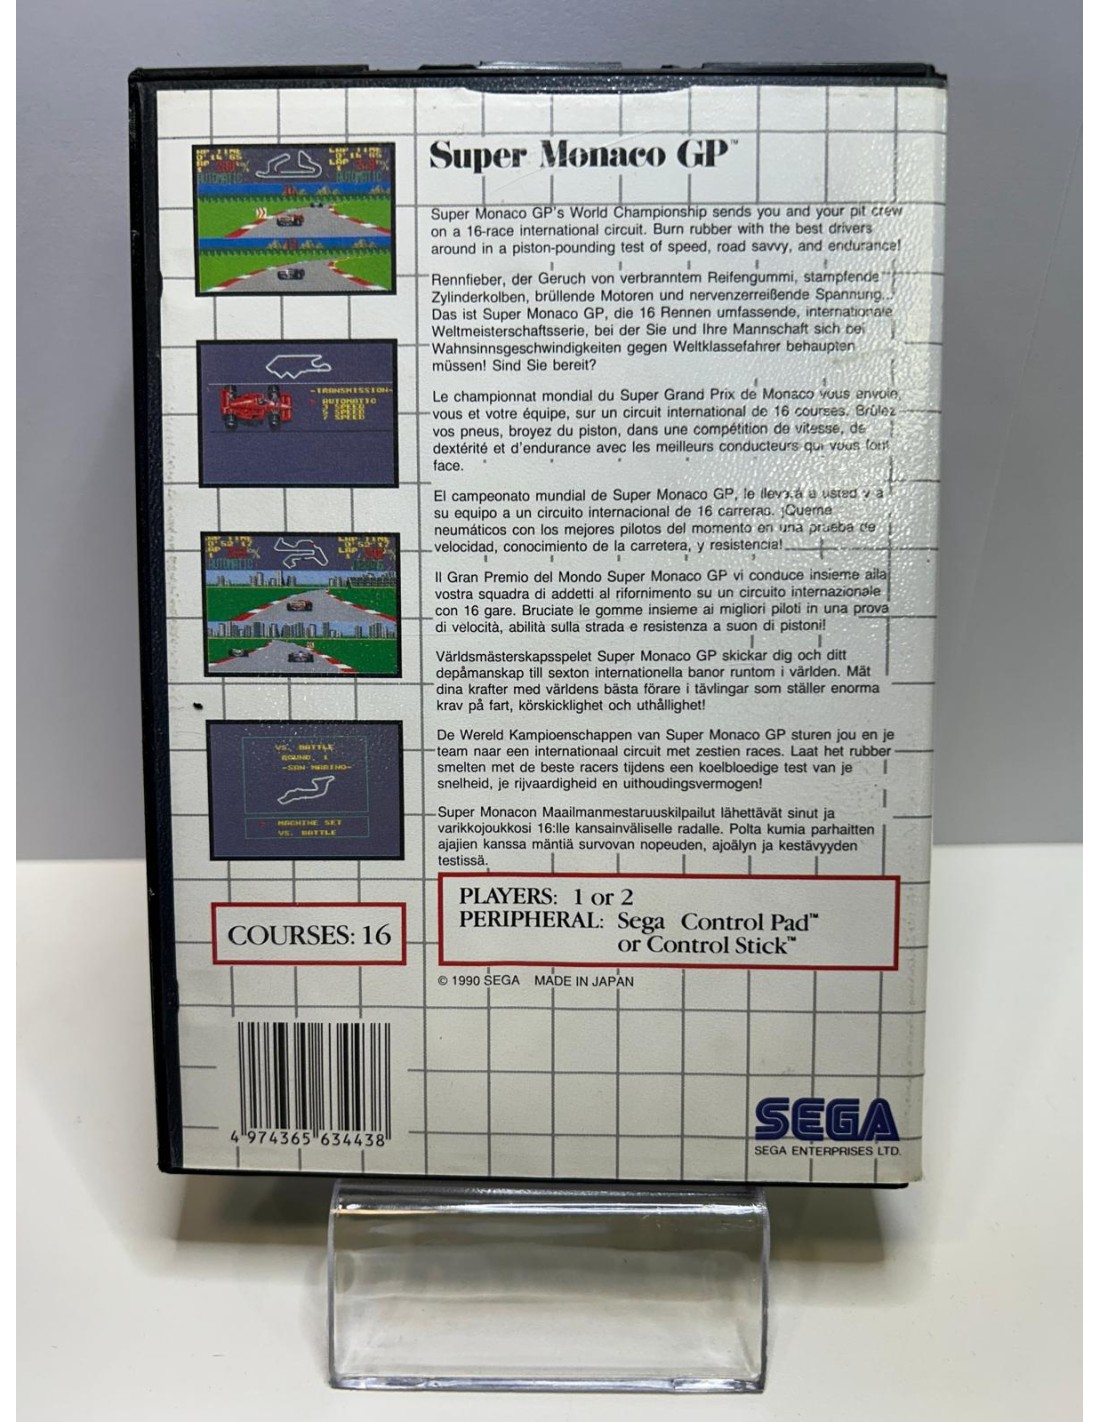 Super Monaco GP™
Super Monaco GP's World Championship sends you and your pit crew
on a 16-race international circuit. Burn rubber with the best drivers
around in a piston-pounding test of speed, road savvy, and endurance!
Rennfieber, der Geruch von verbranntem Reifengummi, stampfende
Zylinderkolben, brüllende Motoren und nervenzerreißende Spannung...
Das ist Super Monaco GP, die 16 Rennen umfassende, internationale
Weltmeisterschaftsserie, bei der Sie und Ihre Mannschaft sich bei
Wahnsinnsgeschwindigkeiten gegen Weltklassefahrer behaupten
müssen! Sind Sie bereit?
Le championnat mondial du Super Grand Prix de Monaco vous envoie,
vous et votre équipe, sur un circuit international de 16 courses. Brûlez
vos pneus, broyez du piston, dans une compétition de vitesse, de
dextérité et d'endurance avec les meilleurs conducteurs qui vous font
face.
El campeonato mundial de Super Monaco GP, le llevará a usted y a
su equipo a un circuito internacional de 16 carreras. ¡Queme
neumáticos con los mejores pilotos del momento en una prueba de
velocidad, conocimiento de la carretera, y resistencia!
Il Gran Premio del Mondo Super Monaco GP vi conduce insieme alla
vostra squadra di addetti al rifornimento su un circuito internazionale
con 16 gare. Bruciate le gomme insieme ai migliori piloti in una prova
di velocità, abilità sulla strada e resistenza a suon di pistoni!
Världsmästerskapsspelet Super Monaco GP skickar dig och ditt
depåmanskap till sexton internationella banor runtom i världen. Mät
dina krafter med världens bästa förare i tävlingar som ställer enorma
krav på fart, körskicklighet och uthållighet!
De Wereld Kampioenschappen van Super Monaco GP sturen jou en je
team naar een internationaal circuit met zestien races. Laat het rubber
smelten met de beste racers tijdens een koelbloedige test van je
snelheid, je rijvaardigheid en uithoudingsvermogen!
Super Monacon Maailmanmestaruuskilpailut lähettävät sinut ja
varikkojoukkosi 16:lle kansainväliselle radalle. Polta kumia parhaitten
ajajien kanssa mäntiä survovan nopeuden, ajoälyn ja kestävyyden
testissä.
-TRANSMISSION-
AUTOMATIC
SPEED
7 SPEED
VS. BATTLE
ROUND 1
-SAN MARINO-
MACHINE SET
VS. BATTLE
COURSES: 16
PLAYERS: 1 or 2
PERIPHERAL: Sega Control Pad™
or Control Stick™
© 1990 SEGA MADE IN JAPAN
4 974365 634438
SEGA
SEGA ENTERPRISES LTD.